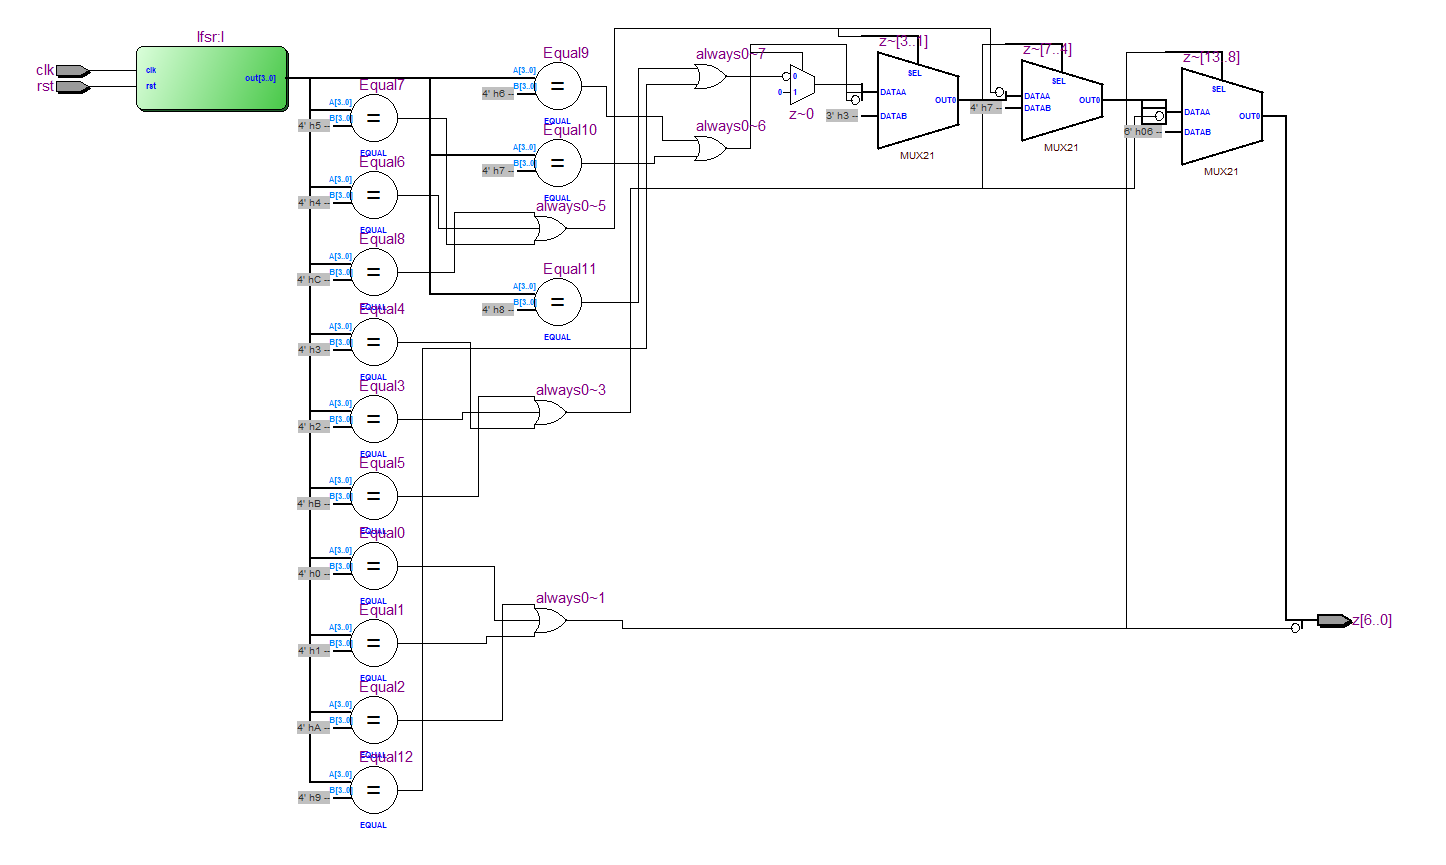 lfsr:l
clk
rst
clk
rst
out[3..0]
Equal7
A[3..0]
B[3..0]
4' h5 --
EQUAL
Equal6
A[3..0]
B[3..0]
4' h4 --
EQUAL
Equal8
A[3..0]
B[3..0]
4' hC --
EQUAL
Equal4
A[3..0]
B[3..0]
4' h3 --
EQUAL
Equal3
A[3..0]
B[3..0]
4' h2 --
EQUAL
Equal5
A[3..0]
B[3..0]
4' hB --
EQUAL
Equal0
A[3..0]
B[3..0]
4' h0 --
EQUAL
Equal1
A[3..0]
B[3..0]
4' h1 --
EQUAL
Equal2
A[3..0]
B[3..0]
4' hA --
EQUAL
Equal12
A[3..0]
B[3..0]
4' h9 --
EQUAL
Equal9
A[3..0]
B[3..0]
4' h6 --
EQUAL
Equal10
A[3..0]
B[3..0]
4' h7 --
EQUAL
always0~5
Equal11
A[3..0]
B[3..0]
4' h8 --
EQUAL
always0~3
always0~1
always0~7
always0~6
0
0
1
z~0
z~[3..1]
SEL
DATAA
DATAB
OUT0
3' h3 --
MUX21
z~[7..4]
SEL
DATAA
DATAB
OUT0
4' h7 --
MUX21
z~[13..8]
SEL
DATAA
DATAB
OUT0
6' h06 --
MUX21
z[6..0]